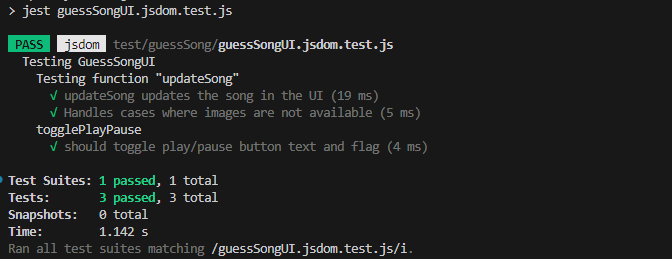 > jest guessSongUI.jsdom.test.js
PASS jsdom test/guessSong/guessSongUI.jsdom.test.js
Testing GuessSongUI
Testing function "updateSong"
√ updateSong updates the song in the UI (19 ms)
√ Handles cases where images are not available (5 ms)
togglePlayPause
√ should toggle play/pause button text and flag (4 ms)
Test Suites: 1 passed, 1 total
Tests: 3 passed, 3 total
Snapshots: 0 total
Time: 1.142 s
Ran all test suites matching /guessSongUI.jsdom.test.js/i.